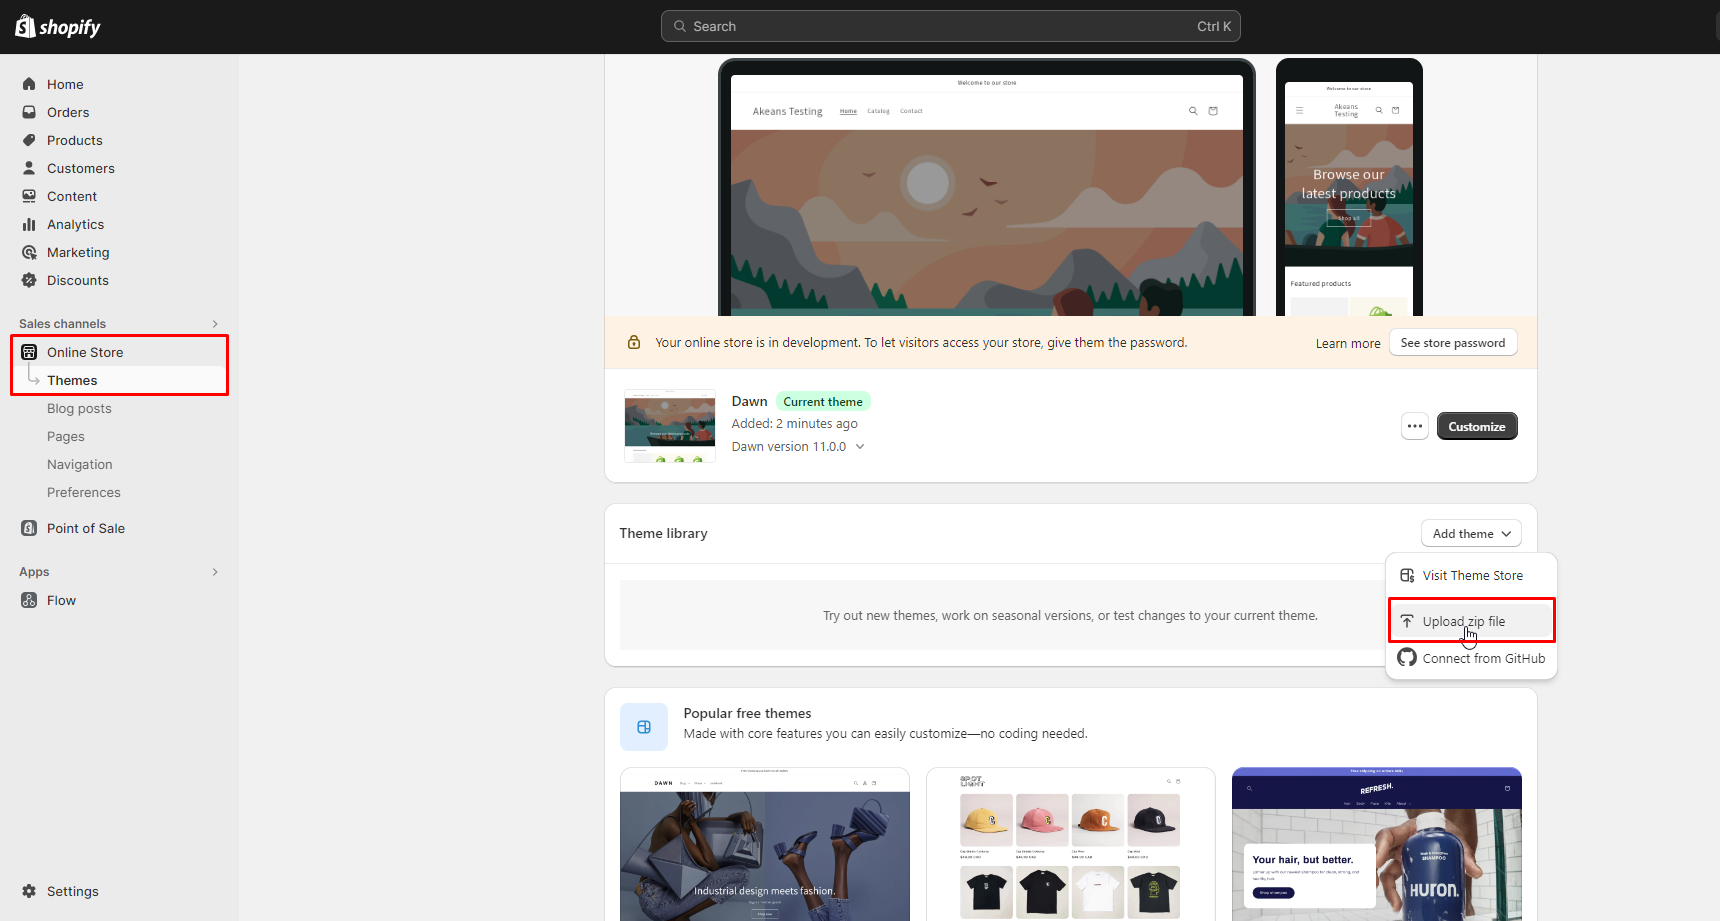 shopify
Search
Ctrl K
Home
Orders
Products
Customers
Content
Analytics
Marketing
Discounts
Sales channels
Online Store
Themes
Blog posts
Pages
Navigation
Preferences
Point of Sale
Apps
Flow
Settings
Welcome to our store
Akeans Testing
Home
Catalog
Contact
Welcome to our store
Akeans
Testing
Browse our
latest products
Shop all
Featured products
Your online store is in development. To let visitors access your store, give them the password.
Learn more
See store password
Dawn
Current theme
Added: 2 minutes ago
Dawn version 11.0.0
Customize
Theme library
Add theme
Visit Theme Store
Upload zip file
Connect from GitHub
Try out new themes, work on seasonal versions, or test changes to your current theme.
Popular free themes
Made with core features you can easily customize—no coding needed.
DAWN
Industrial design meets fashion.
SPOT
LIGHT
REFRESH.
Your hair, but better.
Shop shampoo
SHAMPOO
HURON.